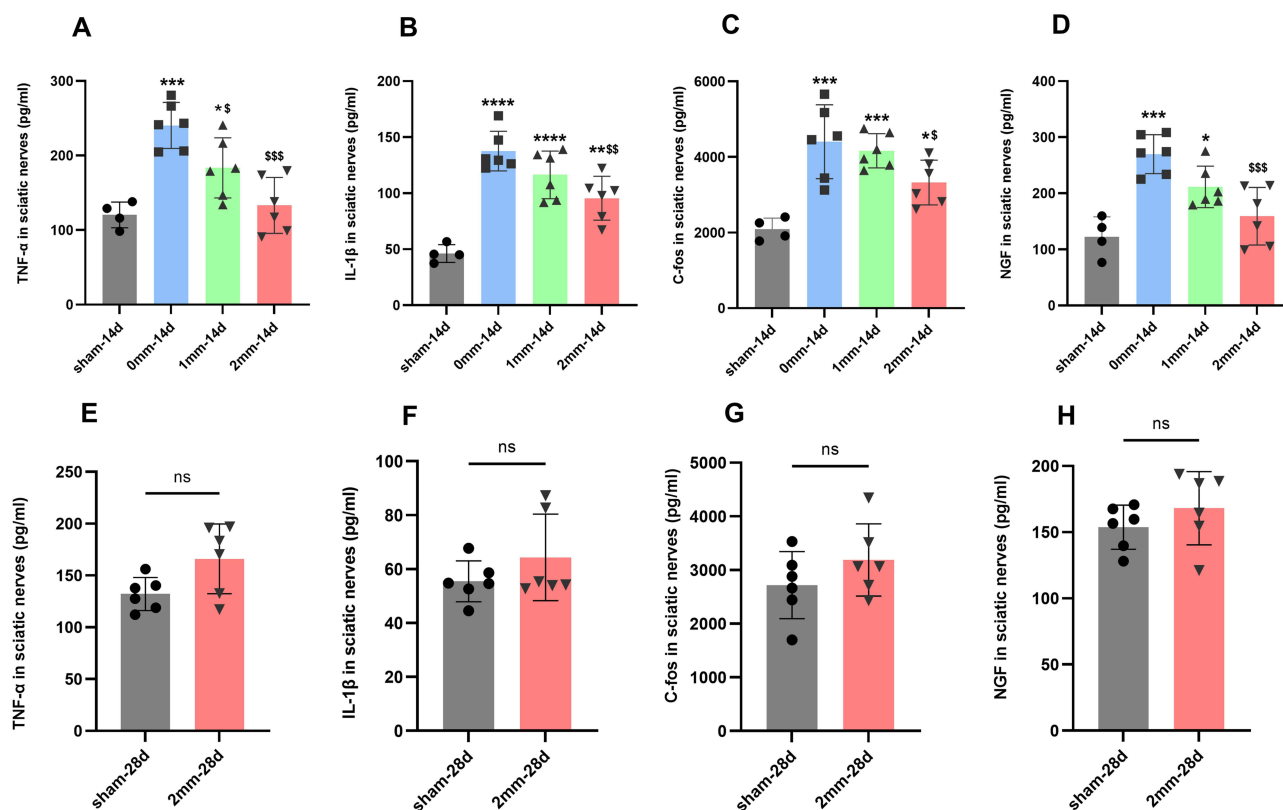 A
TNF-α in sciatic nerves (pg/ml)
300
200
100
0
***
*$
$$$
sham-14d
0mm-14d
1mm-14d
2mm-14d
B
IL-1β in sciatic nerves (pg/ml)
200
150
100
50
0
****
****
**$$
sham-14d
0mm-14d
1mm-14d
2mm-14d
C
C-fos in sciatic nerves (pg/ml)
6000
4000
2000
0
***
***
*$
sham-14d
0mm-14d
1mm-14d
2mm-14d
D
NGF in sciatic nerves (pg/ml)
400
300
200
100
0
***
*
$$$
sham-14d
0mm-14d
1mm-14d
2mm-14d
E
TNF-α in sciatic nerves (pg/ml)
250
200
150
100
50
0
ns
sham-28d
2mm-28d
F
IL-1β in sciatic nerves (pg/ml)
100
80
60
40
20
0
ns
sham-28d
2mm-28d
G
C-fos in sciatic nerves (pg/ml)
5000
4000
3000
2000
1000
0
ns
sham-28d
2mm-28d
H
NGF in sciatic nerves (pg/ml)
200
150
100
50
0
ns
sham-28d
2mm-28d